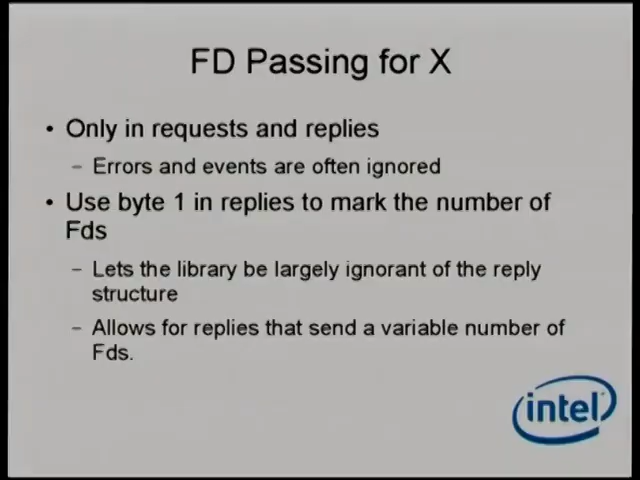 FD Passing for X
• Only in requests and replies
– Errors and events are often ignored
• Use byte 1 in replies to mark the number of
Fds
– Lets the library be largely ignorant of the reply
structure
– Allows for replies that send a variable number of
Fds.
intel